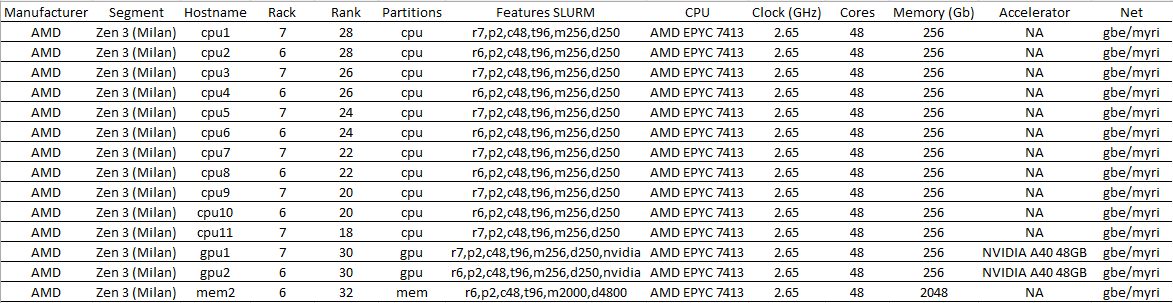 Manufacturer Segment Hostname Rack Rank Partitions Features SLURM CPU Clock (GHz) Cores Memory (Gb) Accelerator Net
AMD Zen 3 (Milan) cpu1 7 28 cpu r7,p2,c48,t96,m256,d250 AMD EPYC 7413 2.65 48 256 NA gbe/myri
AMD Zen 3 (Milan) cpu2 6 28 cpu r6,p2,c48,t96,m256,d250 AMD EPYC 7413 2.65 48 256 NA gbe/myri
AMD Zen 3 (Milan) cpu3 7 26 cpu r7,p2,c48,t96,m256,d250 AMD EPYC 7413 2.65 48 256 NA gbe/myri
AMD Zen 3 (Milan) cpu4 6 26 cpu r6,p2,c48,t96,m256,d250 AMD EPYC 7413 2.65 48 256 NA gbe/myri
AMD Zen 3 (Milan) cpu5 7 24 cpu r7,p2,c48,t96,m256,d250 AMD EPYC 7413 2.65 48 256 NA gbe/myri
AMD Zen 3 (Milan) cpu6 6 24 cpu r6,p2,c48,t96,m256,d250 AMD EPYC 7413 2.65 48 256 NA gbe/myri
AMD Zen 3 (Milan) cpu7 7 22 cpu r7,p2,c48,t96,m256,d250 AMD EPYC 7413 2.65 48 256 NA gbe/myri
AMD Zen 3 (Milan) cpu8 6 22 cpu r6,p2,c48,t96,m256,d250 AMD EPYC 7413 2.65 48 256 NA gbe/myri
AMD Zen 3 (Milan) cpu9 7 20 cpu r7,p2,c48,t96,m256,d250 AMD EPYC 7413 2.65 48 256 NA gbe/myri
AMD Zen 3 (Milan) cpu10 6 20 cpu r6,p2,c48,t96,m256,d250 AMD EPYC 7413 2.65 48 256 NA gbe/myri
AMD Zen 3 (Milan) cpu11 7 18 cpu r7,p2,c48,t96,m256,d250 AMD EPYC 7413 2.65 48 256 NA gbe/myri
AMD Zen 3 (Milan) gpu1 7 30 gpu r7,p2,c48,t96,m256,d250,nvidia AMD EPYC 7413 2.65 48 256 NVIDIA A40 48GB gbe/myri
AMD Zen 3 (Milan) gpu2 6 30 gpu r6,p2,c48,t96,m256,d250,nvidia AMD EPYC 7413 2.65 48 256 NVIDIA A40 48GB gbe/myri
AMD Zen 3 (Milan) mem2 6 32 mem r6,p2,c48,t96,m2000,d4800 AMD EPYC 7413 2.65 48 2048 NA gbe/myri